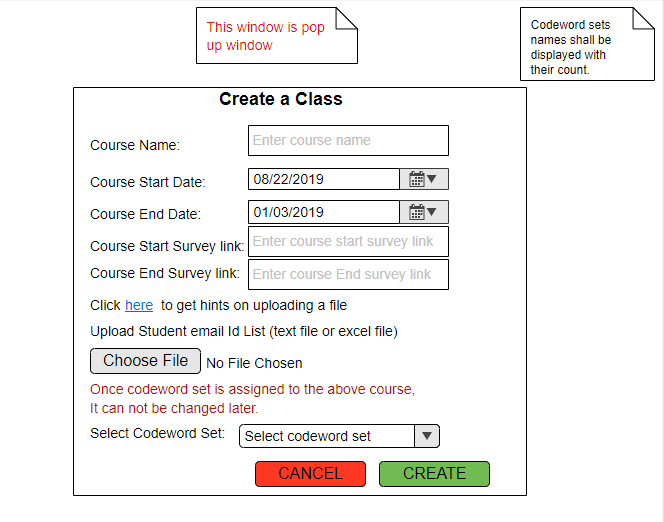 This window is pop
up window
Codeword sets
names shall be
displayed with
their count.
Create a Class
Course Name:
Enter course name
Course Start Date:
08/22/2019
Course End Date:
01/03/2019
Course Start Survey link:
Enter course start survey link
Course End Survey link:
Enter course End survey link
Click here to get hints on uploading a file
Upload Student email Id List (text file or excel file)
Choose File No File Chosen
Once codeword set is assigned to the above course,
It can not be changed later.
Select Codeword Set:
Select codeword set
CANCEL
CREATE